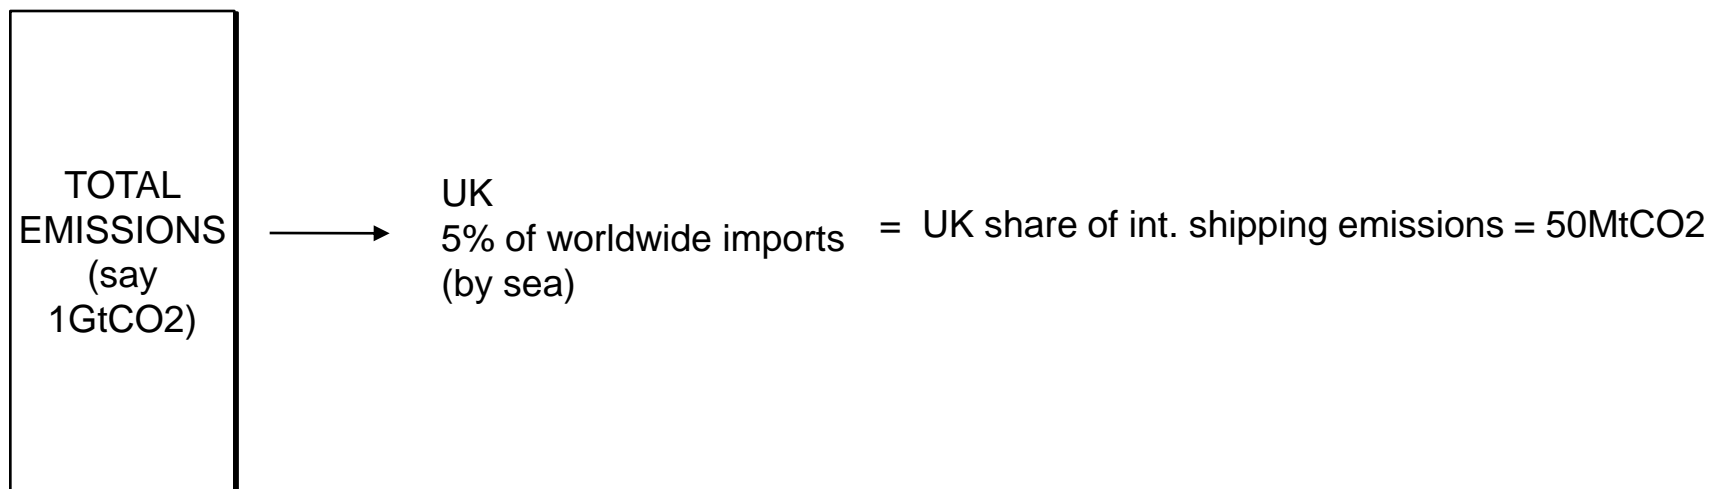 TOTAL
EMISSIONS
(say
1GtCO2)
UK
5% of worldwide imports
(by sea)
= UK share of int. shipping emissions = 50MtCO2